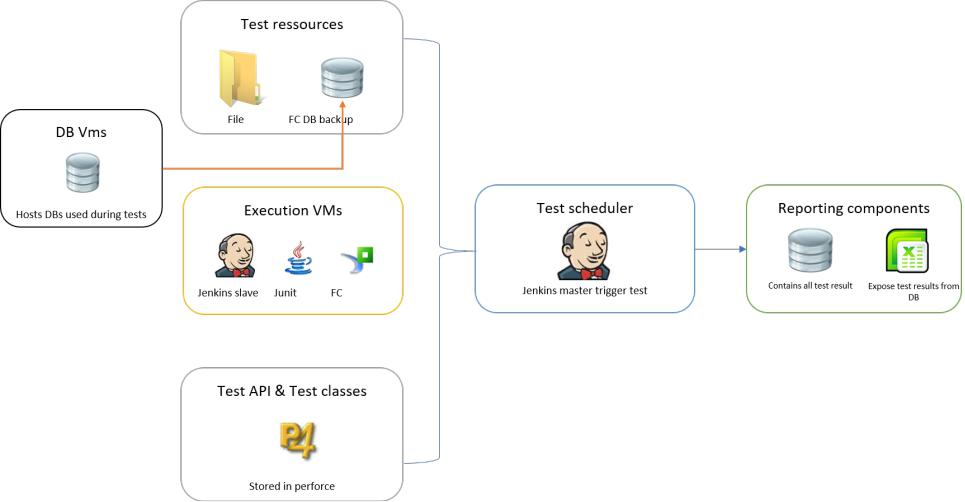 Test ressources
File
FC DB backup
DB Vms
Hosts DBs used during tests
Execution VMs
Jenkins slave
Junit
FC
Test API & Test classes
P4
Stored in perforce
Test scheduler
Jenkins master trigger test
Reporting components
X
Contains all test result
Expose test results from
DB